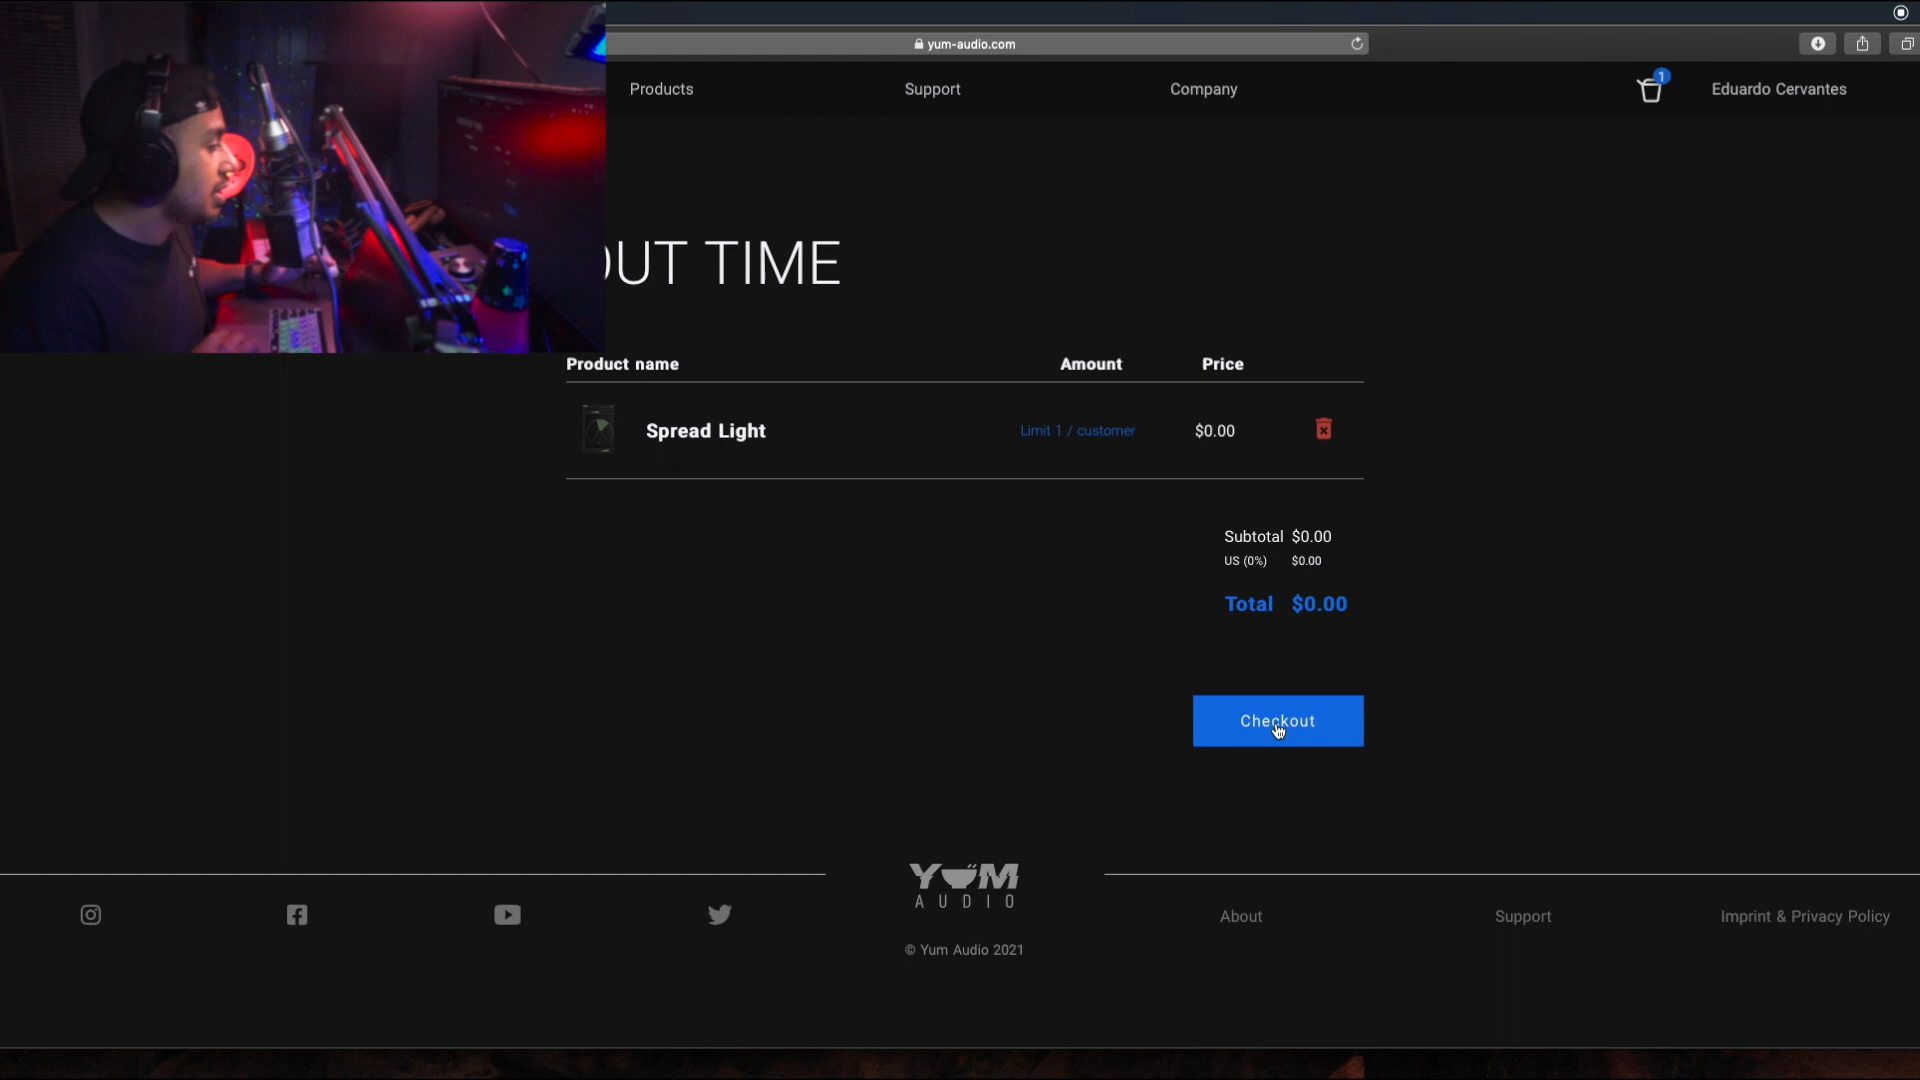 yum-audio.com
Products
Support
Company
1
Eduardo Cervantes
OUT TIME
Product name
Amount
Price
Spread Light
Limit 1 / customer
$0.00
Subtotal $0.00
US (0%) $0.00
Total $0.00
Checkout
YUM
AUDIO
About
Support
Imprint & Privacy Policy
© Yum Audio 2021